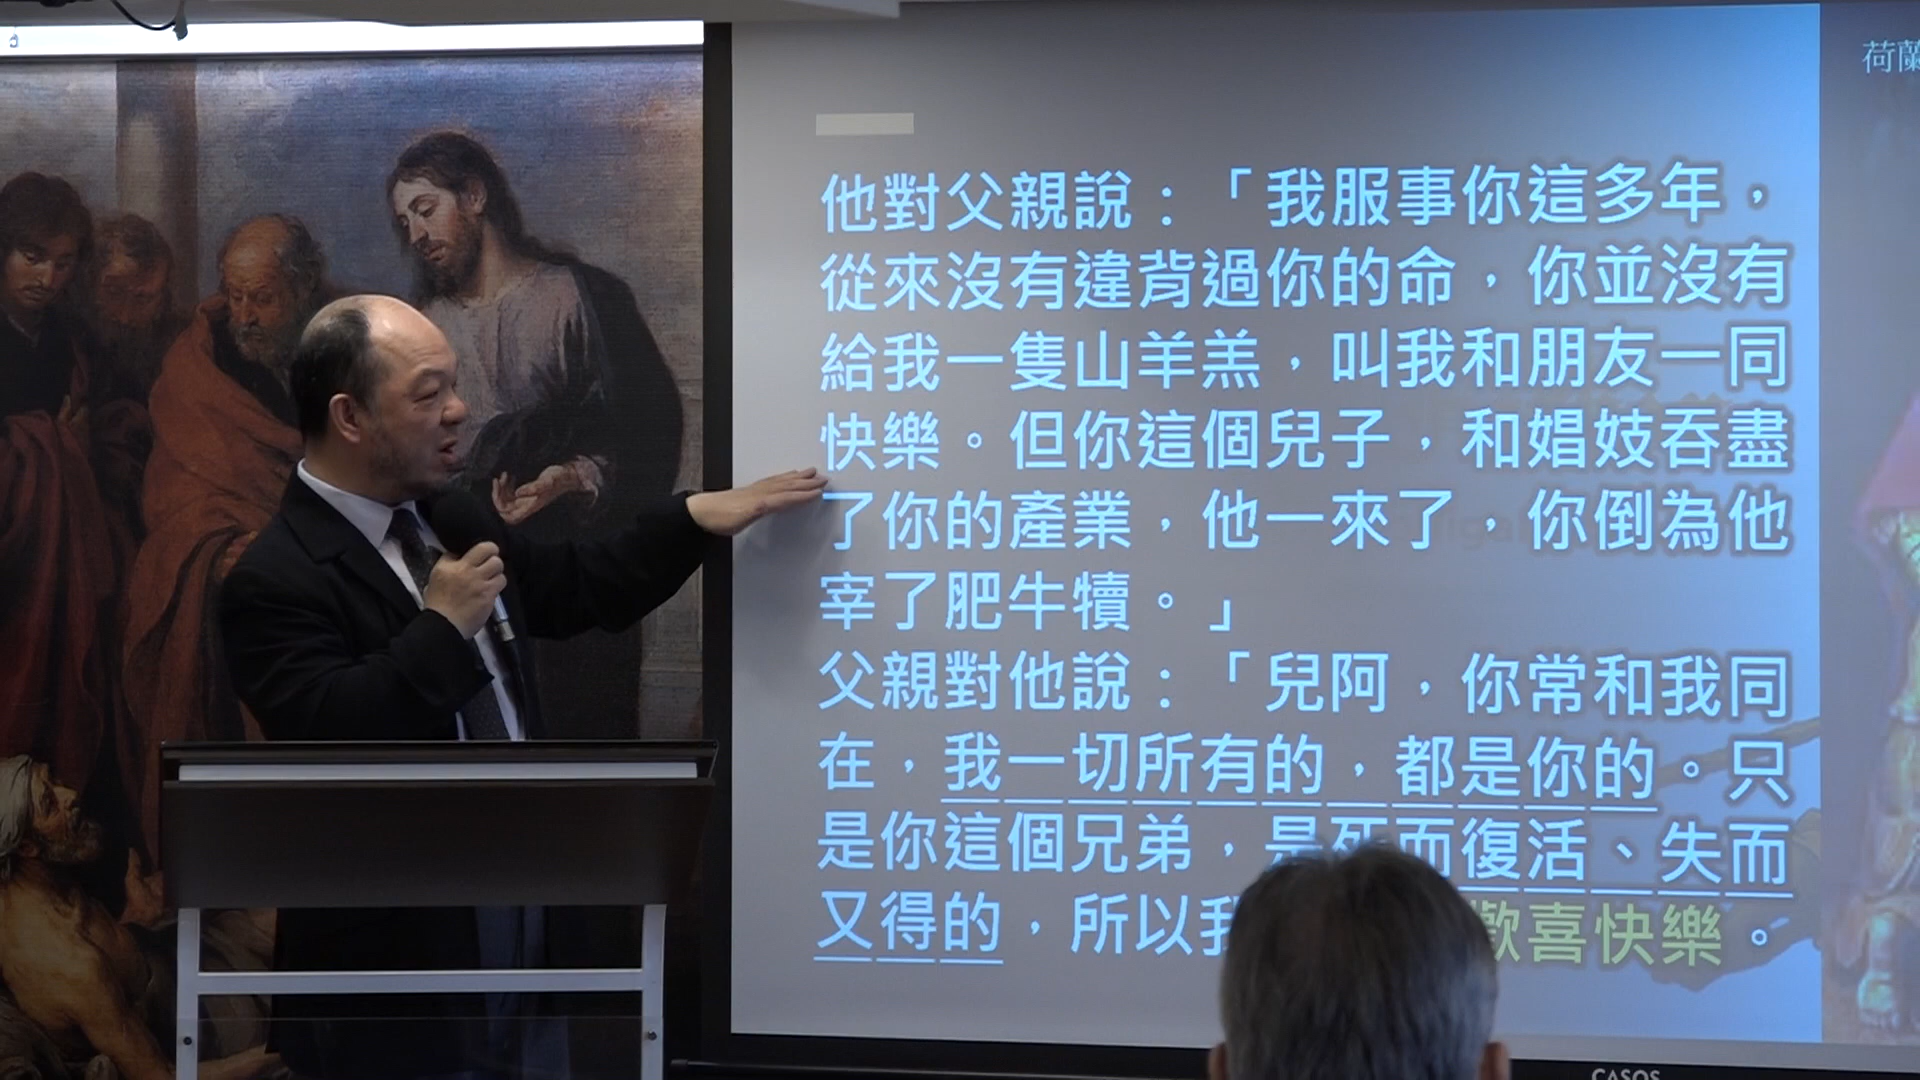 荷蘭
他對父親說：「我服事你這多年，
從來沒有違背過你的命，你並沒有
給我一隻山羊羔，叫我和朋友一同
快樂。但你這個兒子，和娼妓吞盡
了你的產業，他一來了，你倒為他
宰了肥牛犢。」
父親對他說：「兒阿，你常和我同
在，我一切所有的，都是你的。只
是你這個兄弟，是死而復活、失而
又得的，所以我歡喜快樂。
CASOS